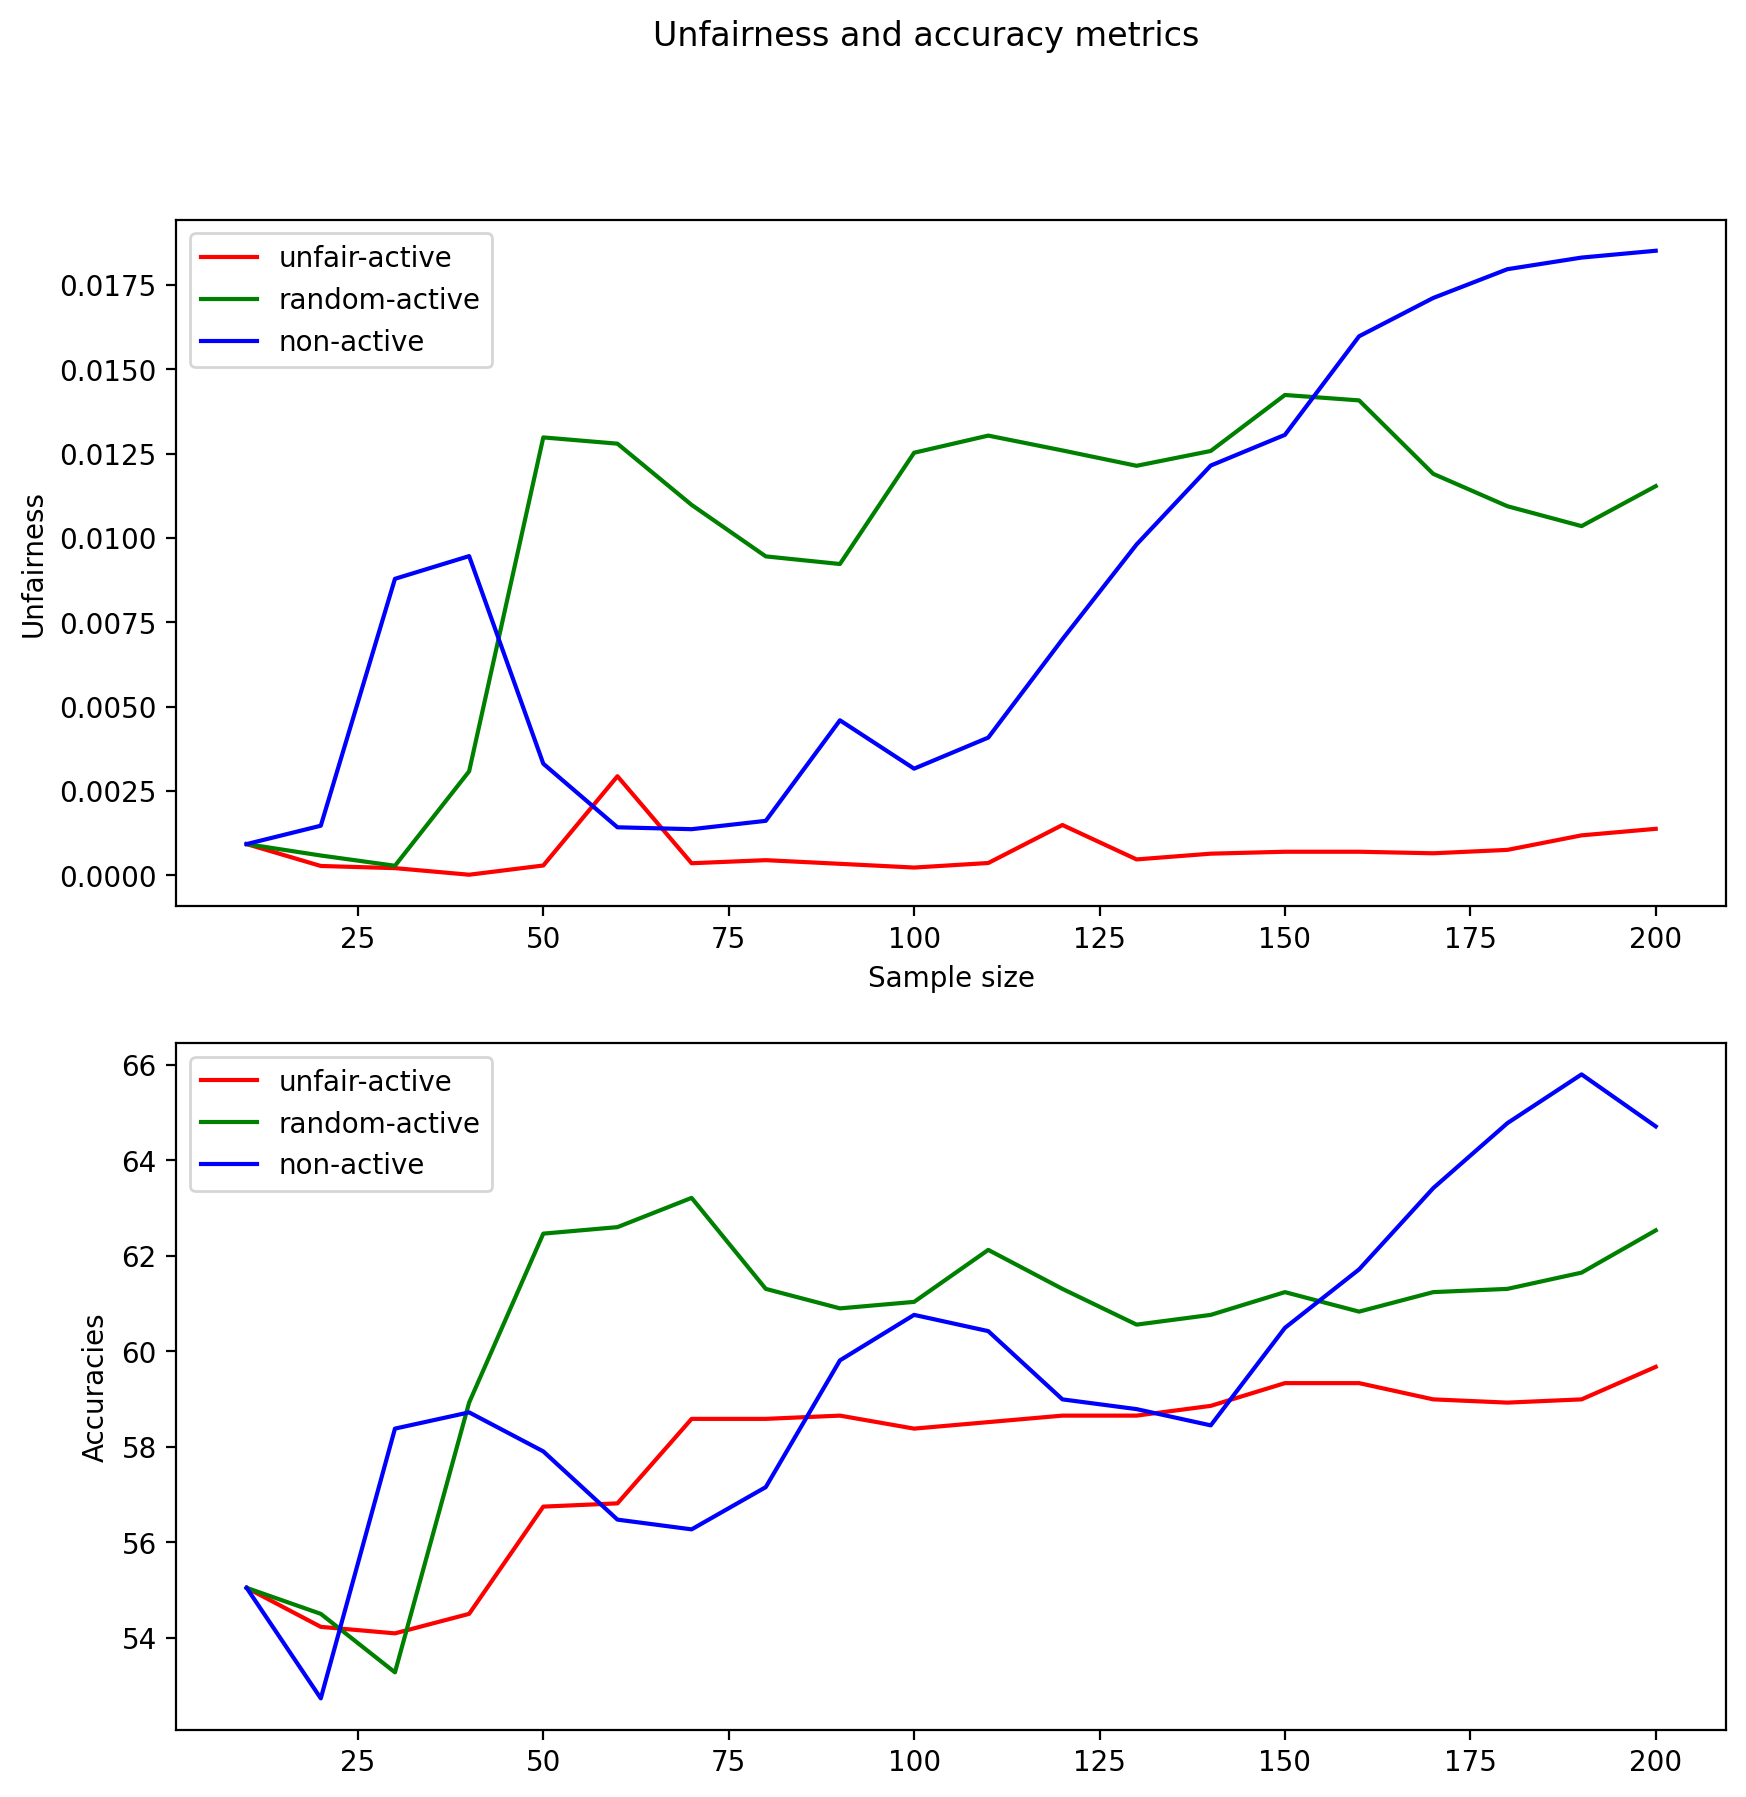 Unfairness and accuracy metrics
unfair-active
random-active
non-active
0.0175
0.0150
0.0125
0.0100
0.0075
0.0050
0.0025
0.0000
Unfairness
25 50 75 100 125 150 175 200
Sample size
unfair-active
random-active
non-active
66
64
62
60
58
56
54
Accuracies
25 50 75 100 125 150 175 200